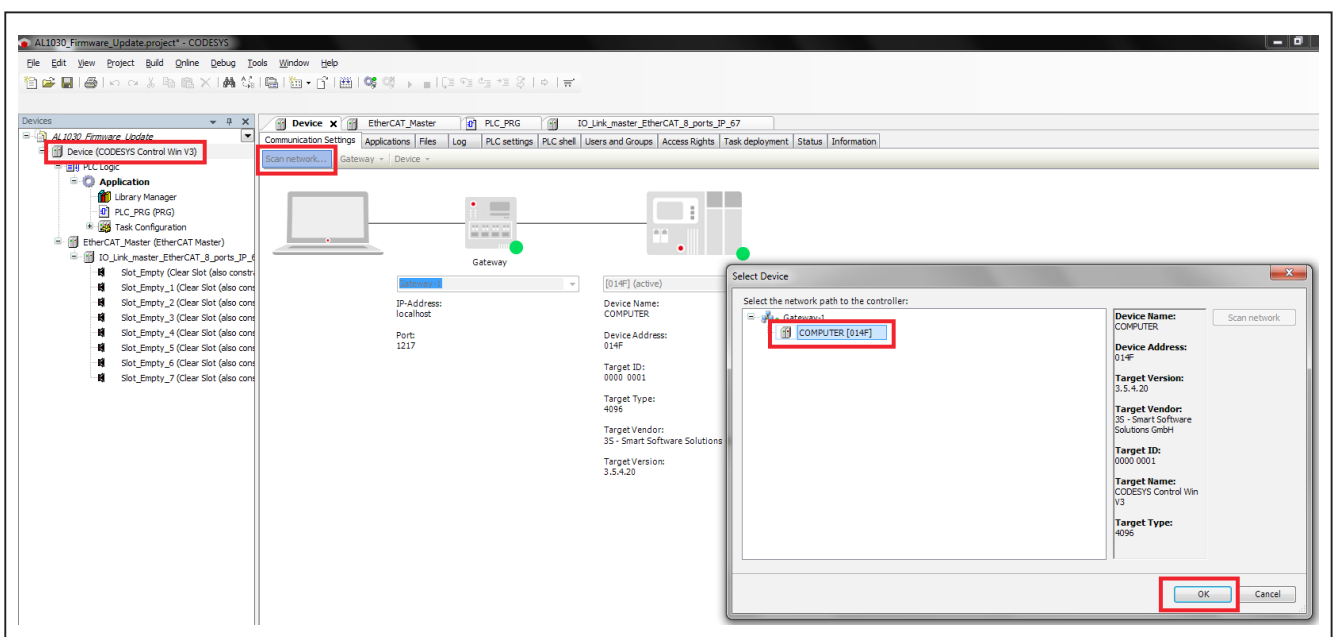 AL1030_Firmware_Update.project* - CODESYS
File Edit View Project Build Online Debug Tools Window Help
Devices
AL1030_Firmware_Update
Device (CODESYS Control Win V3)
PLC Logic
Application
Library Manager
PLC_PRG (PRG)
Task Configuration
EtherCAT_Master (EtherCAT Master)
IO_Link_master_EtherCAT_8_ports_IP_6
Slot_Empty (Clear Slot (also constr
Slot_Empty_1 (Clear Slot (also cons
Slot_Empty_2 (Clear Slot (also cons
Slot_Empty_3 (Clear Slot (also cons
Slot_Empty_4 (Clear Slot (also cons
Slot_Empty_5 (Clear Slot (also cons
Slot_Empty_6 (Clear Slot (also cons
Slot_Empty_7 (Clear Slot (also cons
Device EtherCAT_Master PLC_PRG IO_Link_master_EtherCAT_8_ports_IP_67
Communication Settings Applications Files Log PLC settings PLC shell Users and Groups Access Rights Task deployment Status Information
Scan network... Gateway Device
Gateway
Gateway-1
IP-Address:
localhost
Port:
1217
[014F] (active)
Device Name:
COMPUTER
Device Address:
014F
Target ID:
0000 0001
Target Type:
4096
Target Vendor:
3S - Smart Software Solutions
Target Version:
3.5.4.20
Select Device
Select the network path to the controller:
Gateway-1
COMPUTER [014F]
Device Name:
COMPUTER
Device Address:
014F
Target Version:
3.5.4.20
Target Vendor:
3S - Smart Software
Solutions GmbH
Target ID:
0000 0001
Target Name:
CODESYS Control Win
V3
Target Type:
4096
Scan network
OK Cancel